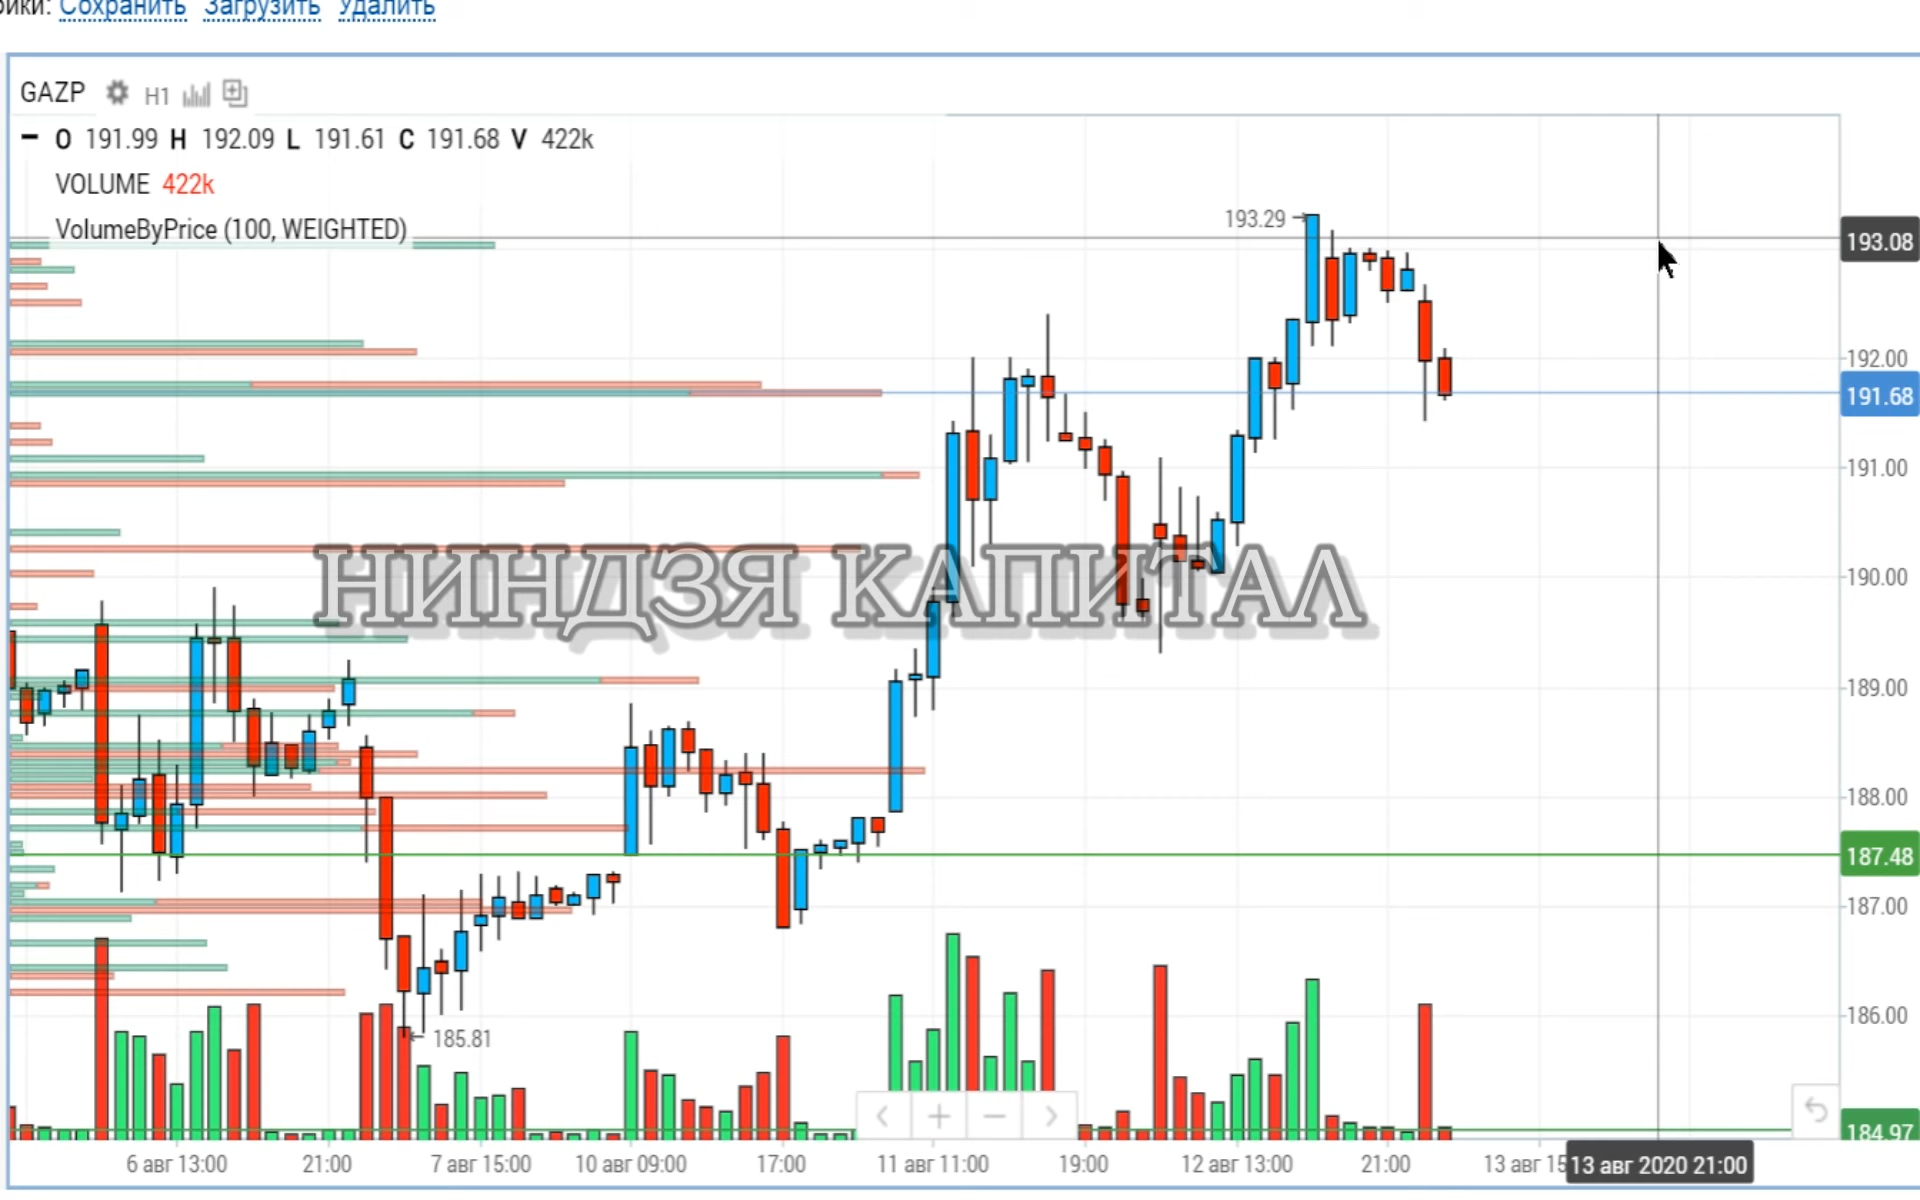 рики: Сохранить Загрузить Удалить
GAZP H1
O 191.99 H 192.09 L 191.61 C 191.68 V 422k
VOLUME 422k
VolumeByPrice (100, WEIGHTED)
193.29
193.08
192.00
191.68
191.00
НИНДЗЯ КАПИТАЛ
190.00
189.00
188.00
187.48
187.00
186.00
185.81
184.97
6 авг 13:00 21:00 7 авг 15:00 10 авг 09:00 17:00 11 авг 11:00 19:00 12 авг 13:00 21:00 13 авг 15 13 авг 2020 21:00